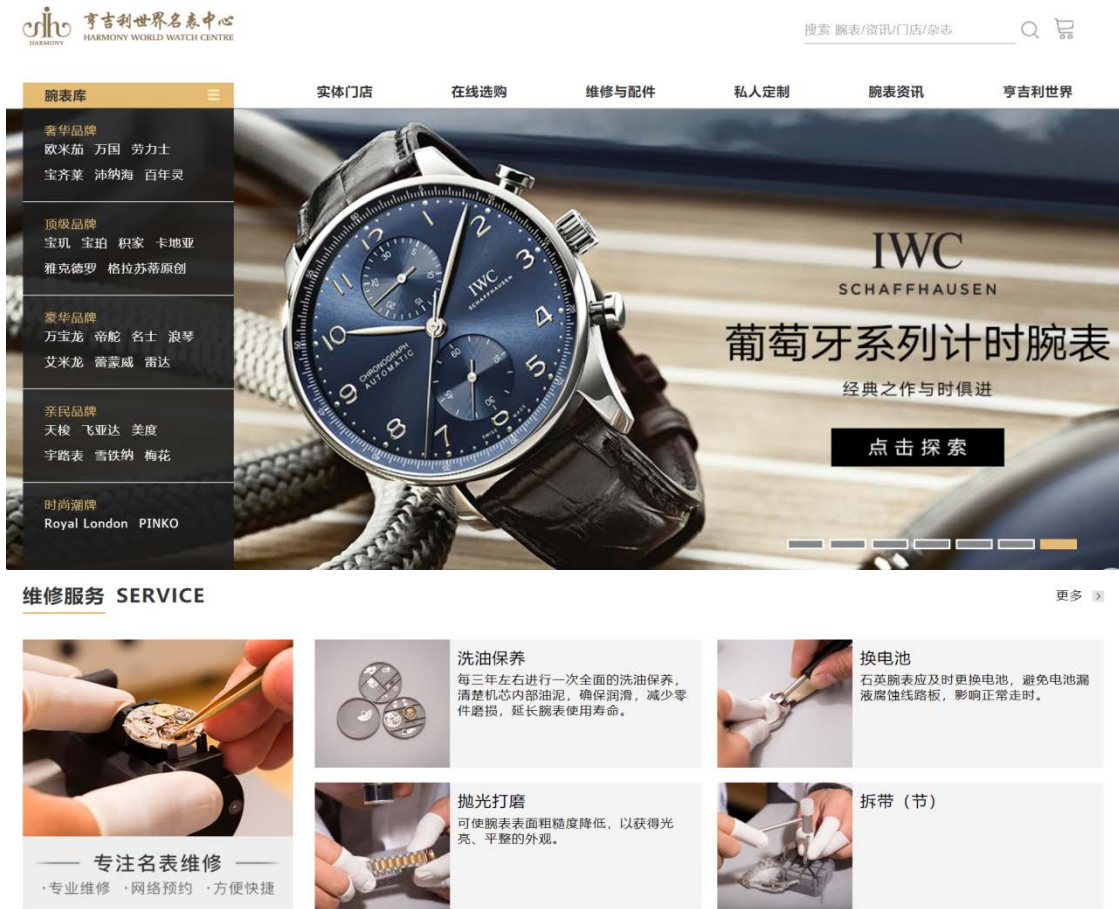 亨吉利世界名表中心
HARMONY
HARMONY WORLD WATCH CENTRE
搜索 腕表/资讯/门店/杂志
腕表库
实体门店
在线选购
维修与配件
私人定制
腕表资讯
亨吉利世界
奢华品牌
欧米茄 万国 劳力士
宝齐莱 沛纳海 百年灵
顶级品牌
宝玑 宝珀 积家 卡地亚
雅克德罗 格拉苏蒂原创
豪华品牌
万宝龙 帝舵 名士 浪琴
艾米龙 蕾蒙威 雷达
亲民品牌
天梭 飞亚达 美度
宇路表 雪铁纳 梅花
时尚潮牌
Royal London PINKO
IWC
SCHAFFHAUSEN
CHRONOGRAPH
AUTOMATIC
IWC
SCHAFFHAUSEN
葡萄牙系列计时腕表
经典之作与时俱进
点击探索
维修服务 SERVICE
更多
专注名表维修
·专业维修 ·网络预约 ·方便快捷
洗油保养
每三年左右进行一次全面的洗油保养,
清楚机芯内部油泥,确保润滑,减少零
件磨损,延长腕表使用寿命。
换电池
石英腕表应及时更换电池,避免电池漏
液腐蚀线路板,影响正常走时。
抛光打磨
可使腕表表面粗糙度降低,以获得光
亮、平整的外观。
拆带(节)